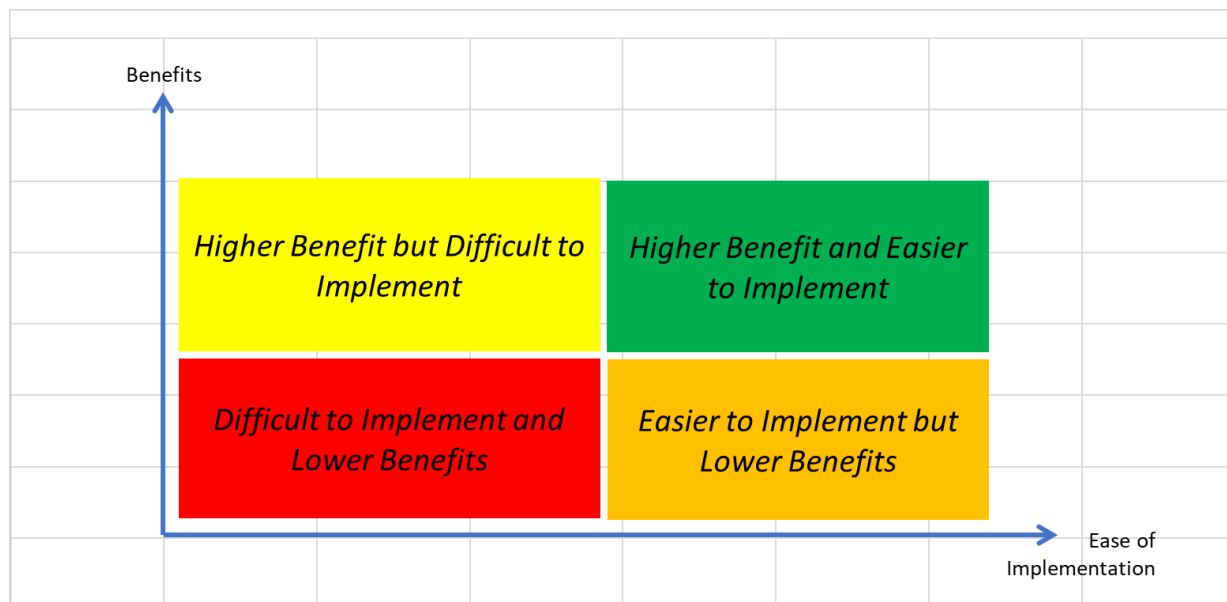 Benefits
Higher Benefit but Difficult to
Implement
Higher Benefit and Easier
to Implement
Difficult to Implement and
Lower Benefits
Easier to Implement but
Lower Benefits
Ease of
Implementation